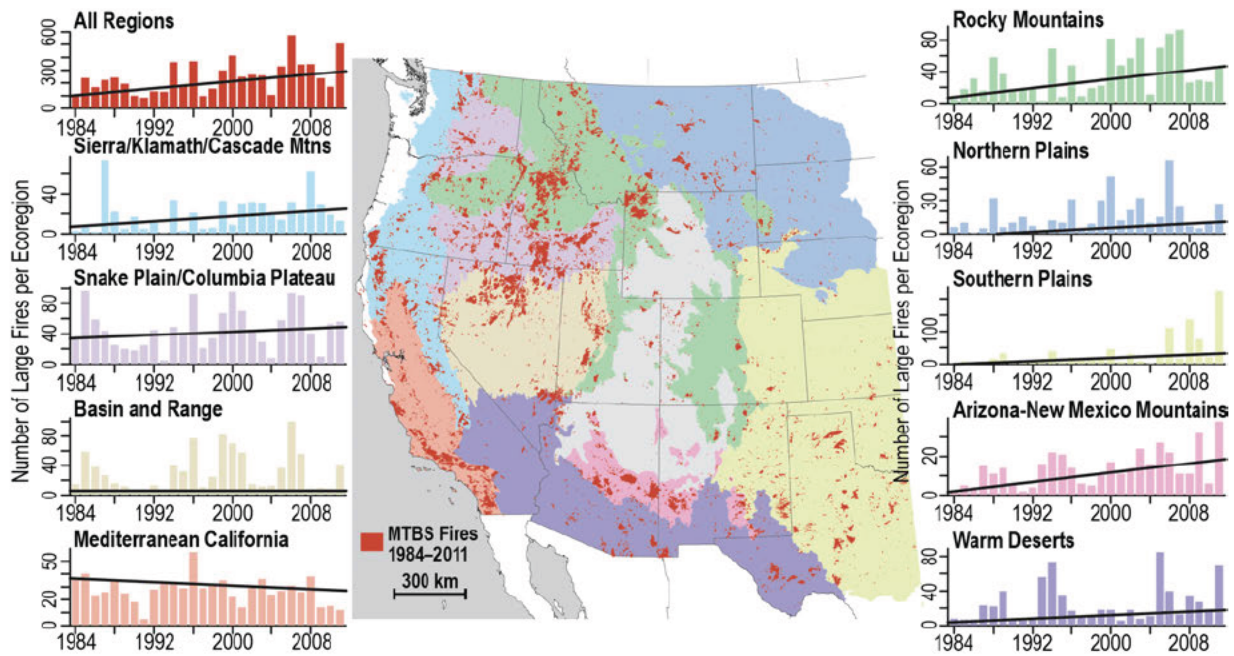 All Regions
600
300
0
1984 1992 2000 2008
Sierra/Klamath/Cascade Mtns
40
0
1984 1992 2000 2008
Snake Plain/Columbia Plateau
80
40
0
1984 1992 2000 2008
Basin and Range
80
40
0
1984 1992 2000 2008
Mediterranean California
50
20
0
1984 1992 2000 2008
Number of Large Fires per Ecoregion
MTBS Fires
1984–2011
300 km
Number of Large Fires per Ecoregion
Rocky Mountains
80
40
0
1984 1992 2000 2008
Northern Plains
60
30
0
1984 1992 2000 2008
Southern Plains
100
0
1984 1992 2000 2008
Arizona-New Mexico Mountains
20
0
1984 1992 2000 2008
Warm Deserts
80
40
0
1984 1992 2000 2008